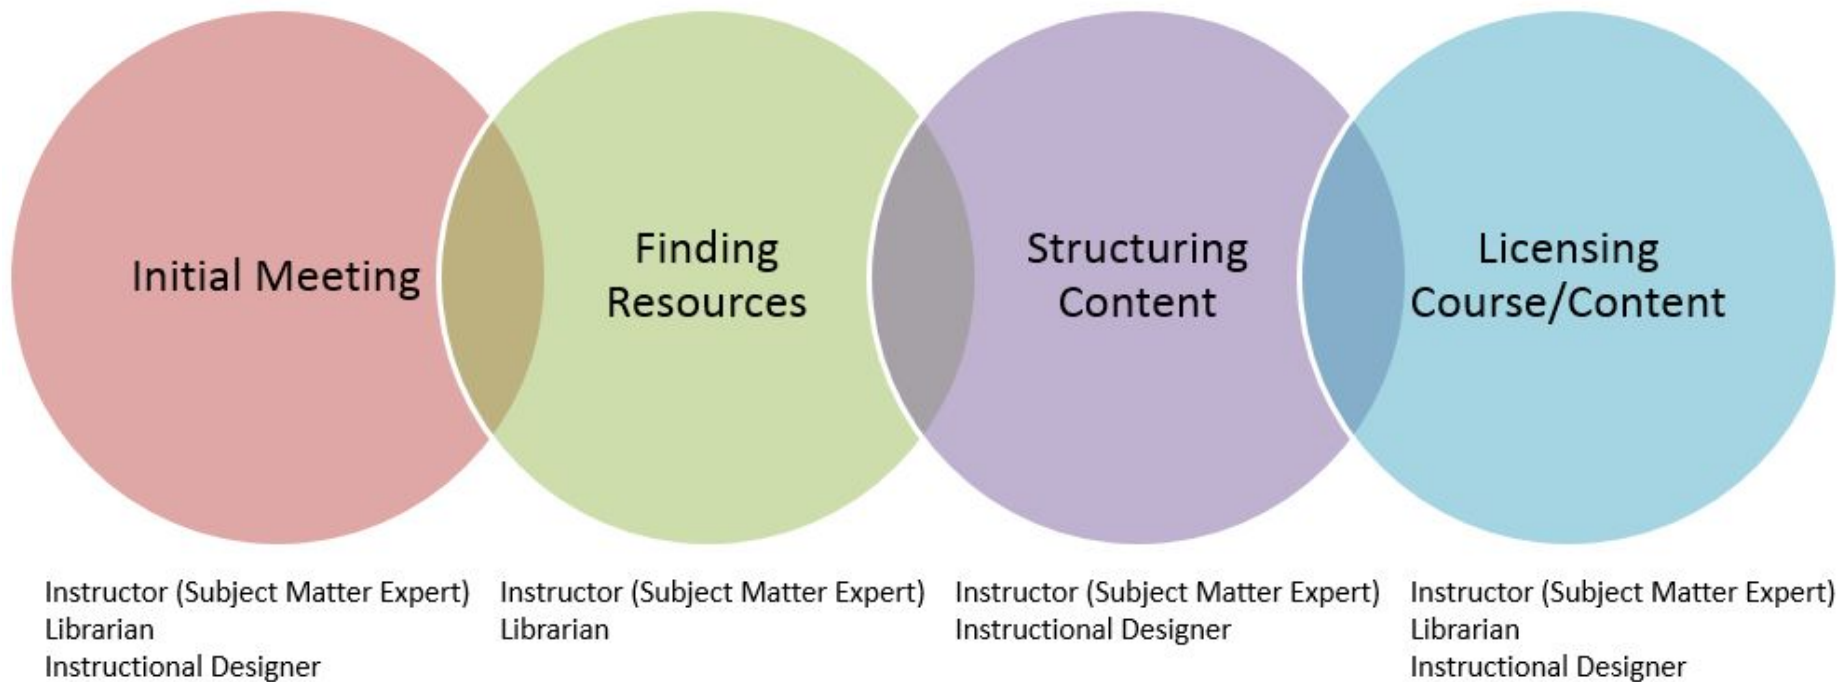 Initial Meeting
Finding
Resources
Structuring
Content
Licensing
Course/Content
Instructor (Subject Matter Expert)
Librarian
Instructional Designer
Instructor (Subject Matter Expert)
Librarian
Instructor (Subject Matter Expert)
Instructional Designer
Instructor (Subject Matter Expert)
Librarian
Instructional Designer